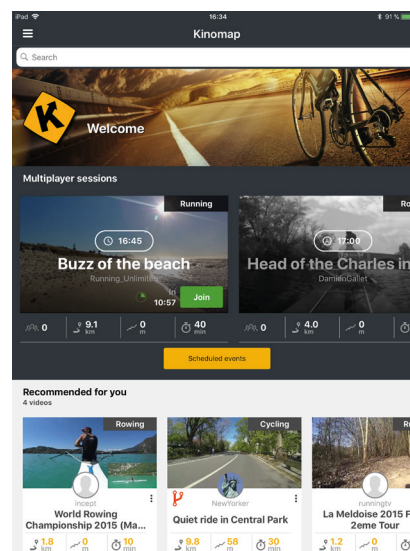 iPad 16:34 91 %
Kinomap
Search
K
Welcome
Multiplayer sessions
Running
16:45
Buzz of the beach
Running_Unlimited
In
10:57
Join
0 9.1 km 0 m 40 min
Ro
17:00
Head of the Charles in
DamienGallet
0 4.0 km 0 m
Scheduled events
Recommended for you
4 videos
Rowing
incept
World Rowing
Championship 2015 (Ma...
1.8 km 0 m 10 min
Cycling
NewYorker
Quiet ride in Central Park
9.8 km 58 m 30 min
Ru
runningtv
La Meldoise 2015 F
2eme Tour
1.2 km 0 m